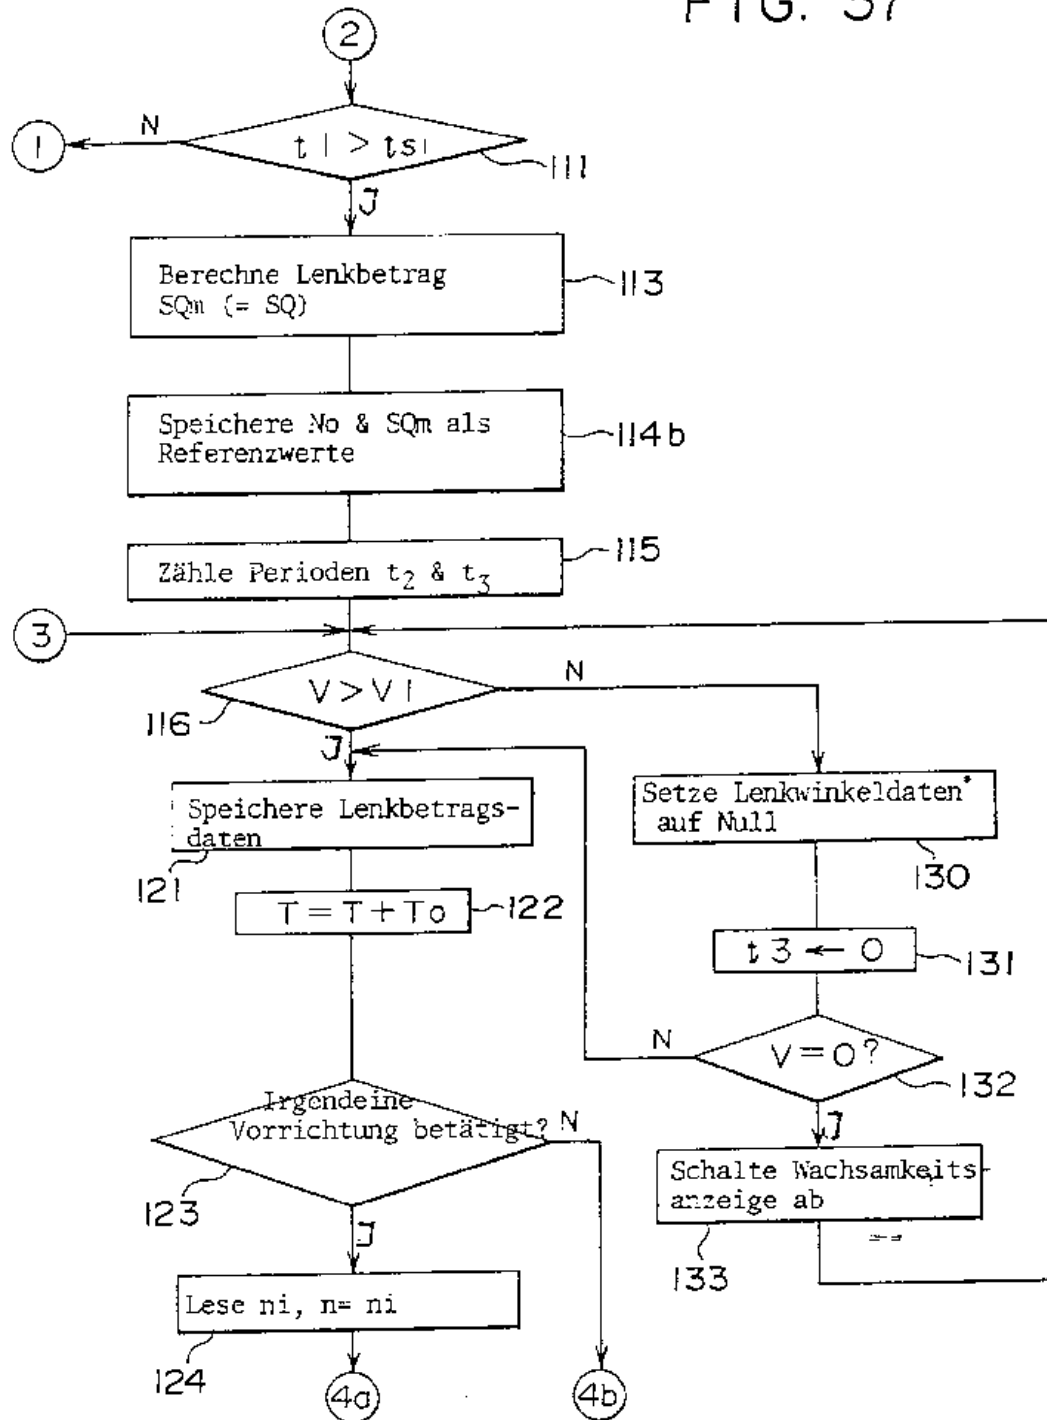 FIG. 57
2
N
1
t1 > ts1
111
J
Berechne Lenkbetrag
SQm (= SQ)
113
Speichere No & SQm als
Referenzwerte
114b
Zähle Perioden t2 & t3
115
3
V > V1
N
116
J
Speichere Lenkbetrags-
daten
121
Setze Lenkwinkeldaten
auf Null
130
T = T + To
122
t3 ← 0
131
N
V = 0?
132
Irgendeine
Vorrichtung betätigt?
N
123
J
J
Schalte Wachsamkeits-
anzeige ab
133
Lese ni, n= ni
124
4a
4b